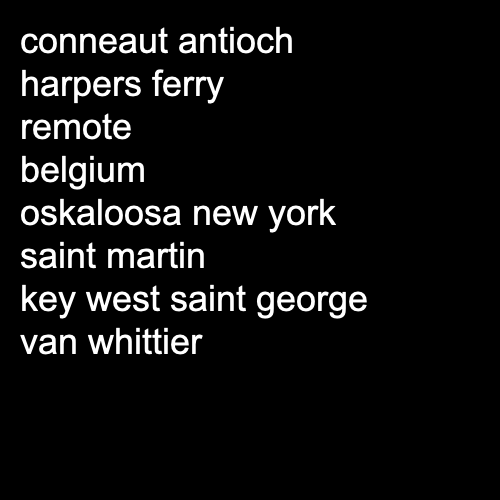 conneaut antioch
harpers ferry
remote
belgium
oskaloosa new york
saint martin
key west saint george
van whittier